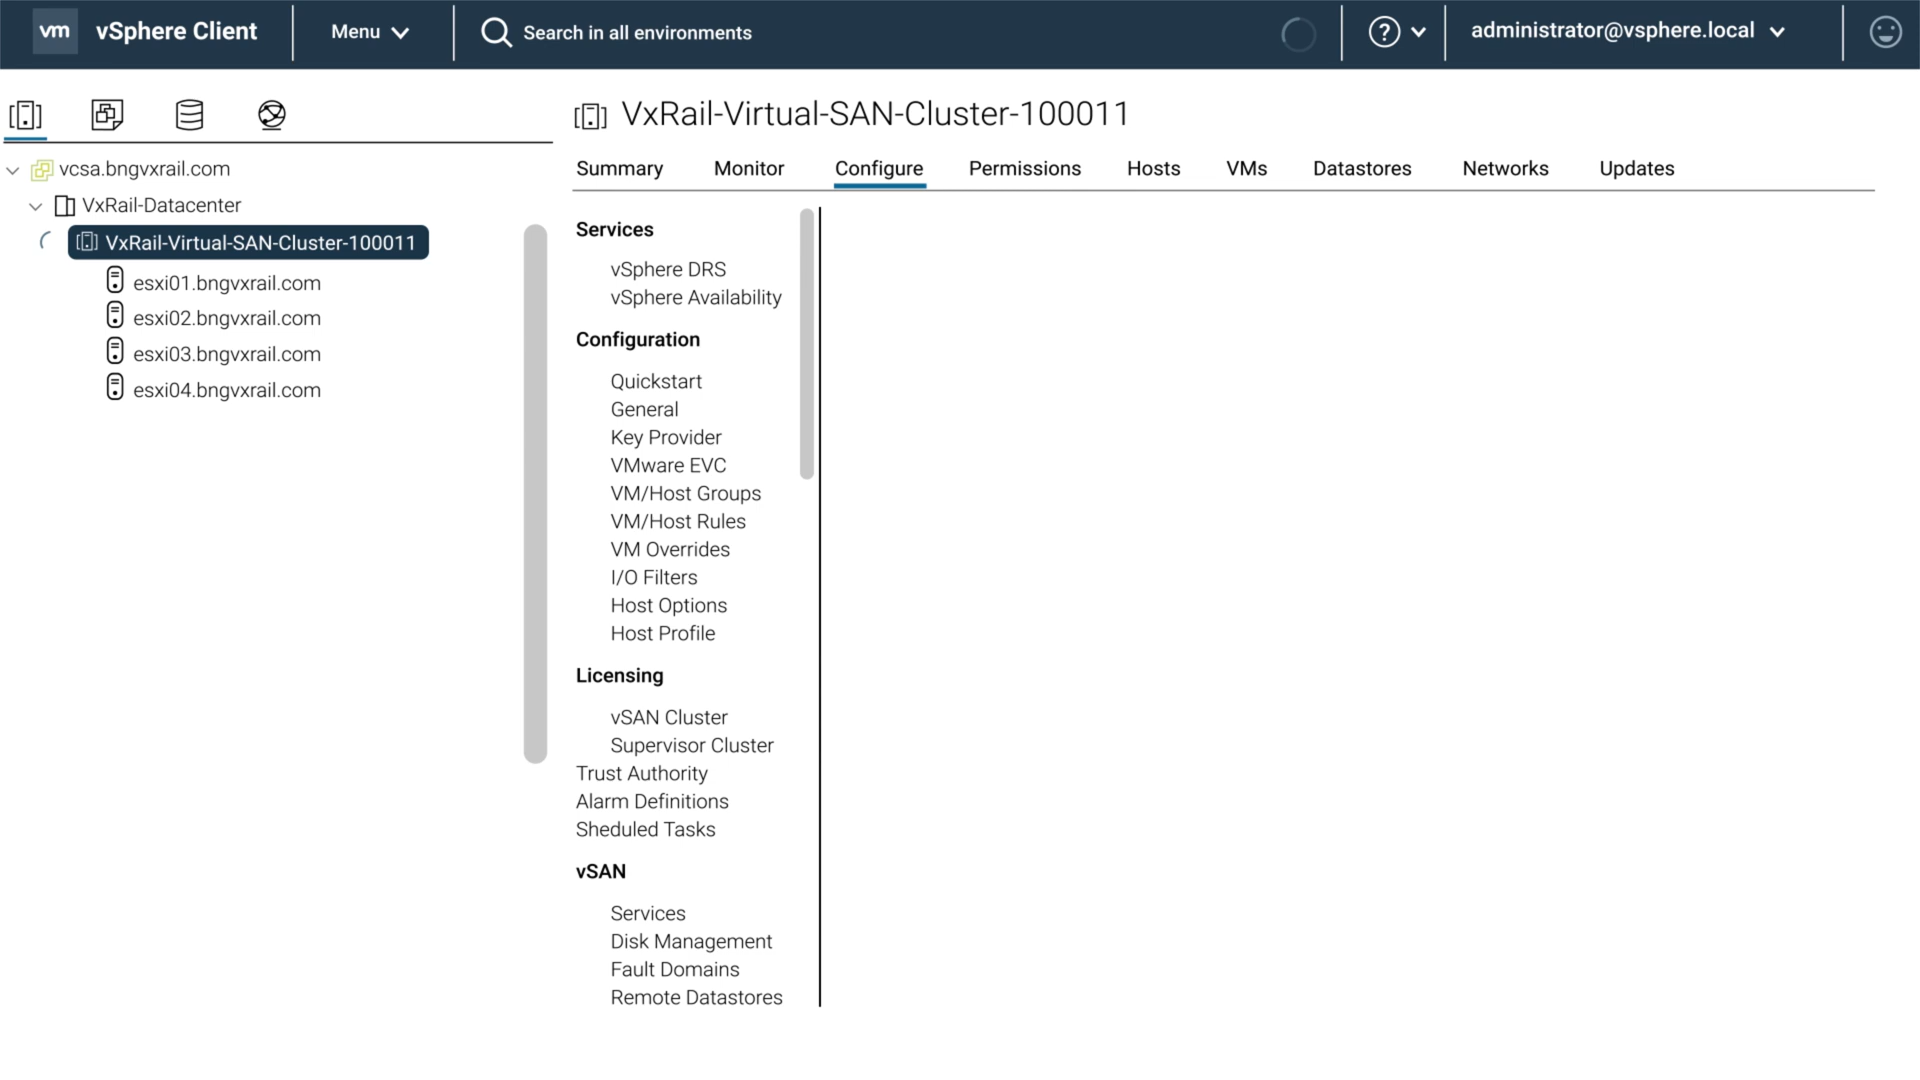 vm vSphere Client Menu Search in all environments ? administrator@vsphere.local
VxRail-Virtual-SAN-Cluster-100011
Summary Monitor Configure Permissions Hosts VMs Datastores Networks Updates
vcsa.bngvxrail.com
VxRail-Datacenter
VxRail-Virtual-SAN-Cluster-100011
esxi01.bngvxrail.com
esxi02.bngvxrail.com
esxi03.bngvxrail.com
esxi04.bngvxrail.com
Services
vSphere DRS
vSphere Availability
Configuration
Quickstart
General
Key Provider
VMware EVC
VM/Host Groups
VM/Host Rules
VM Overrides
I/O Filters
Host Options
Host Profile
Licensing
vSAN Cluster
Supervisor Cluster
Trust Authority
Alarm Definitions
Sheduled Tasks
vSAN
Services
Disk Management
Fault Domains
Remote Datastores